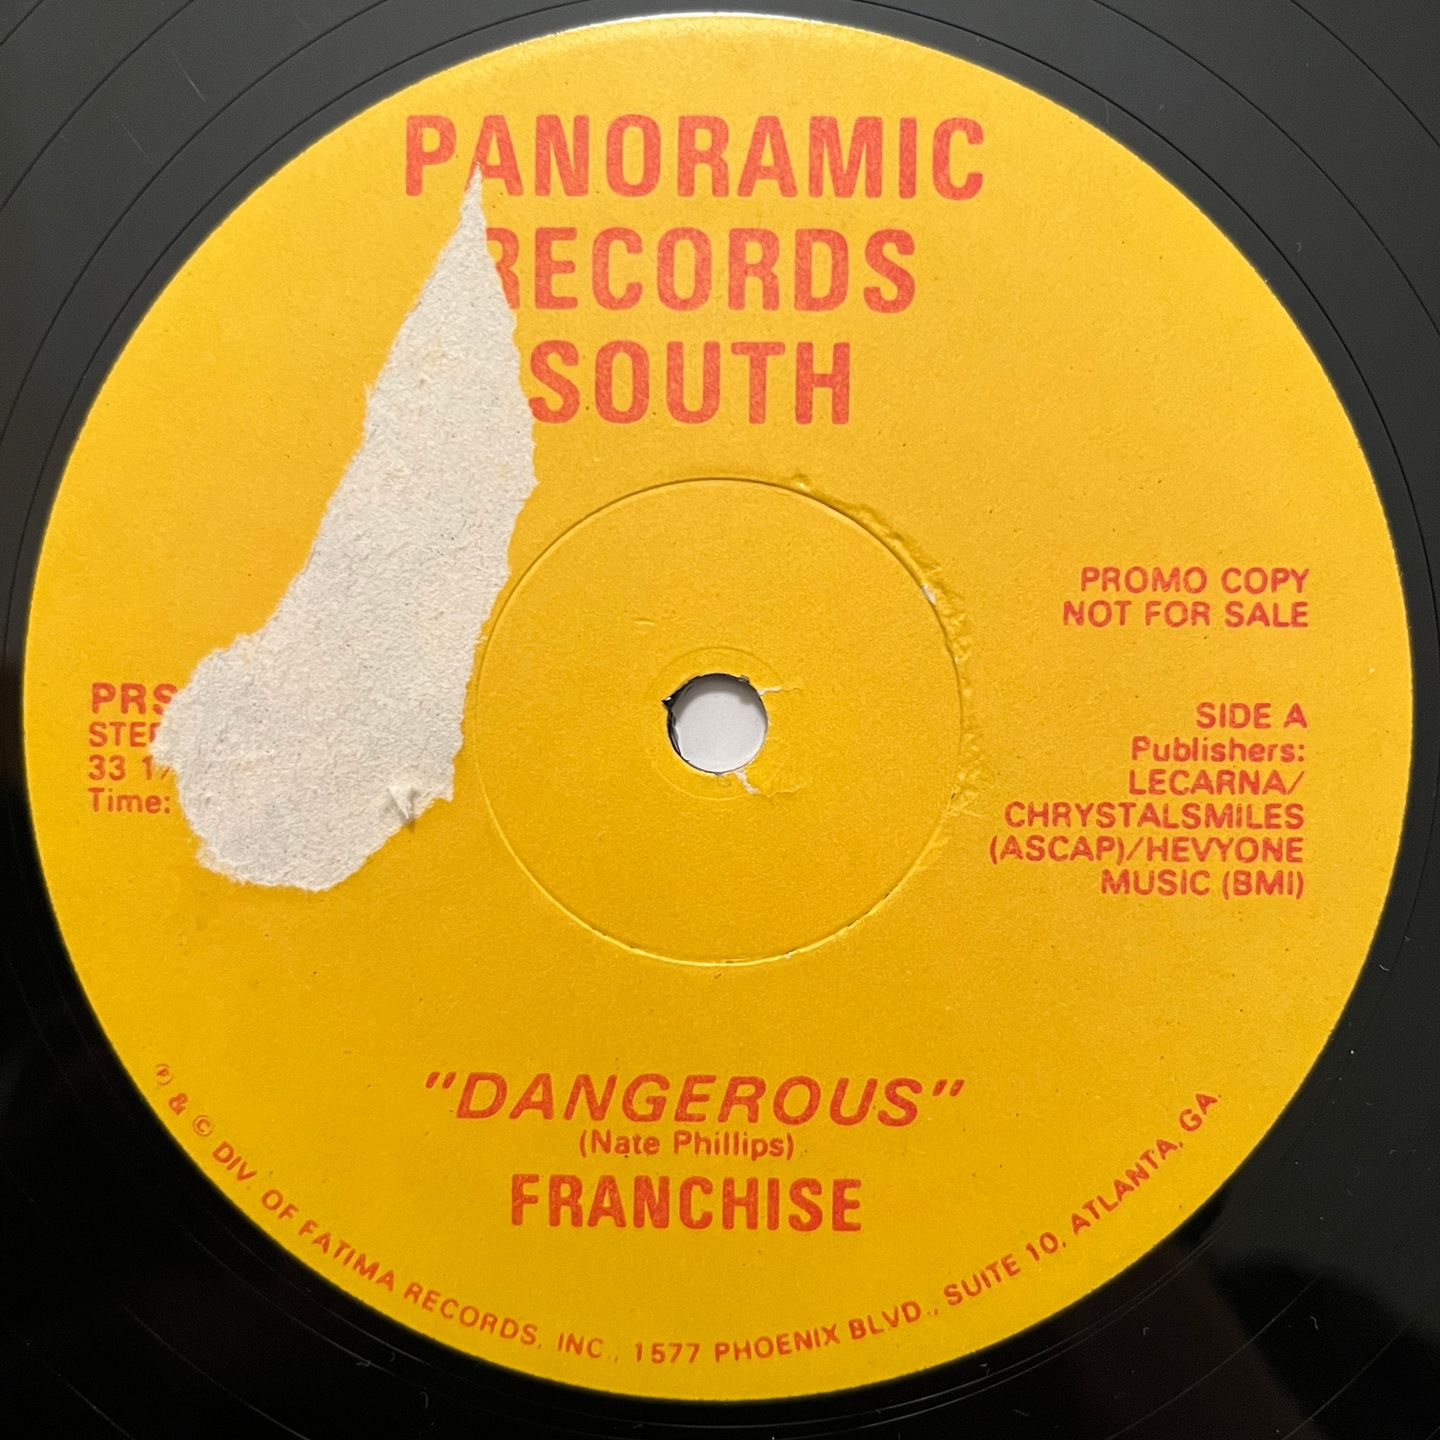 PANORAMIC
RECORDS
SOUTH
PROMO COPY
NOT FOR SALE
PRS
STE
33 1/
Time:
SIDE A
Publishers:
LECARNA/
CHRYSTALSMILES
(ASCAP)/HEVYONE
MUSIC (BMI)
"DANGEROUS"
(Nate Phillips)
FRANCHISE
℗ & © DIV. OF FATIMA RECORDS, INC., 1577 PHOENIX BLVD., SUITE 10, ATLANTA, GA.